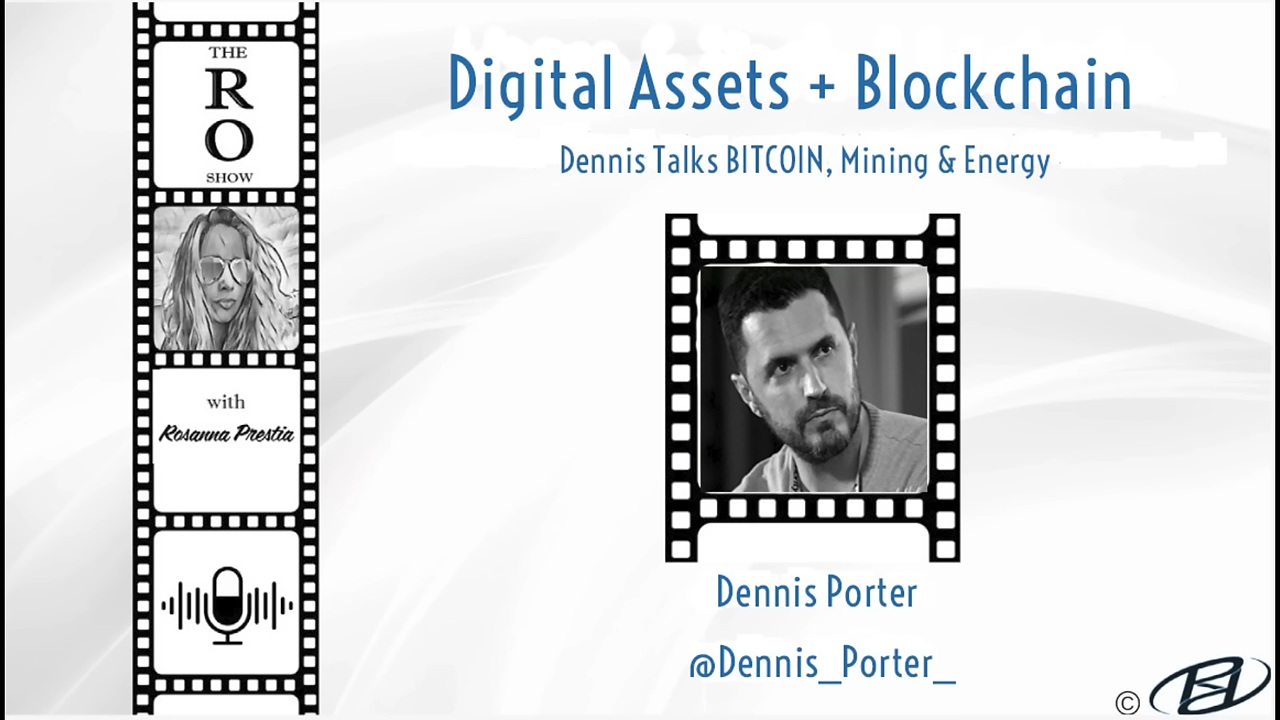 THE
R
O
SHOW
with
Rosanna Prestia
Digital Assets + Blockchain
Dennis Talks BITCOIN, Mining & Energy
Dennis Porter
@Dennis_Porter_
©